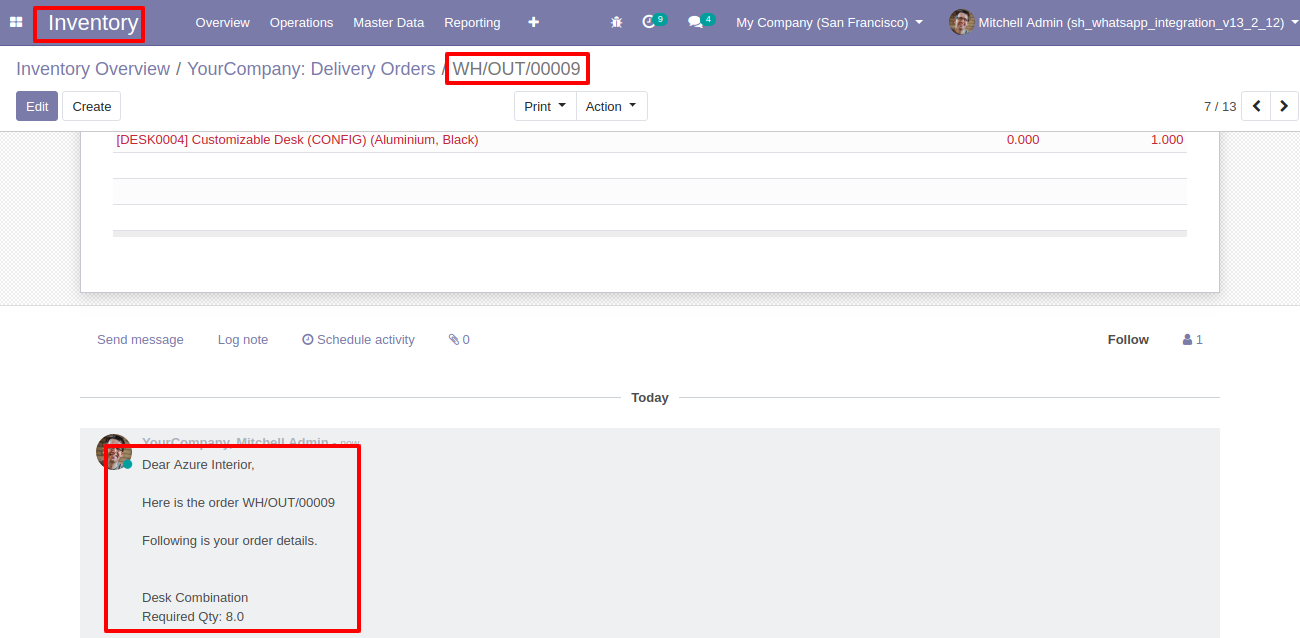 Inventory Overview Operations Master Data Reporting 9 4 My Company (San Francisco) Mitchell Admin (sh_whatsapp_integration_v13_2_12)
Inventory Overview / YourCompany: Delivery Orders / WH/OUT/00009
Edit Create Print Action 7 / 13
[DESK0004] Customizable Desk (CONFIG) (Aluminium, Black) 0.000 1.000
Send message Log note Schedule activity 0 Follow 1
Today
YourCompany, Mitchell Admin - now
Dear Azure Interior,
Here is the order WH/OUT/00009
Following is your order details.
Desk Combination
Required Qty: 8.0